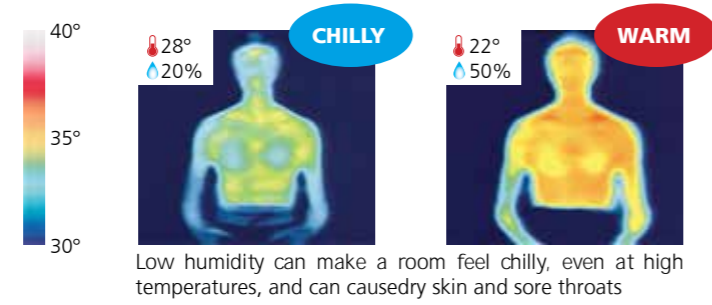 40°
35°
30°
28°
20%
CHILLY
22°
50%
WARM
Low humidity can make a room feel chilly, even at high
temperatures, and can causedry skin and sore throats